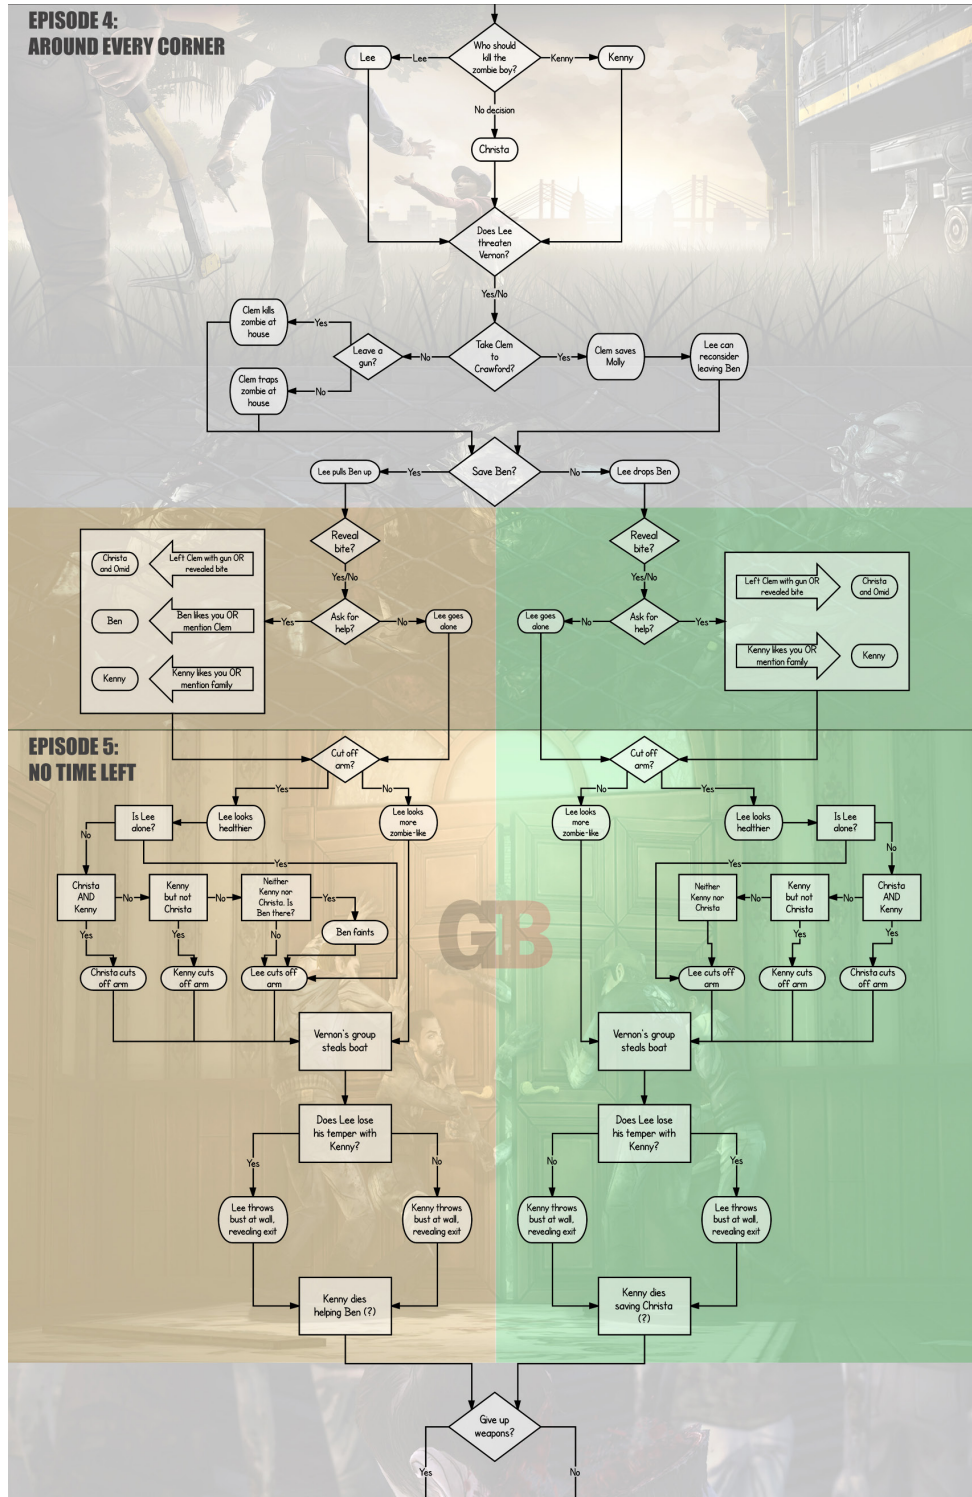 EPISODE 4:
AROUND EVERY CORNER
Who should
kill the
zombie boy?
Lee
Lee
Kenny
Kenny
No decision
Christa
Does Lee
threaten
Vernon?
Yes/No
Take Clem
to
Crawford?
No
Yes
Leave a
gun?
Yes
No
Clem kills
zombie at
house
Clem traps
zombie at
house
Clem saves
Molly
Lee can
reconsider
leaving Ben
Save Ben?
Yes
No
Lee pulls Ben up
Lee drops Ben
Reveal
bite?
Yes/No
Ask for
help?
Yes
No
Lee goes
alone
Christa
and Omid
Left Clem with gun OR
revealed bite
Ben
Ben likes you OR
mention Clem
Kenny
Kenny likes you OR
mention family
Reveal
bite?
Yes/No
Ask for
help?
No
Yes
Lee goes
alone
Left Clem with gun OR
revealed bite
Christa
and Omid
Kenny likes you OR
mention family
Kenny
EPISODE 5:
NO TIME LEFT
Cut off
arm?
Yes
No
Is Lee
alone?
Lee looks
healthier
Lee looks
more
zombie-like
No
Yes
Christa
AND
Kenny
No
Kenny
but not
Christa
No
Neither
Kenny nor
Christa. Is
Ben there?
Yes
Ben faints
Yes
Yes
No
Christa cuts
off arm
Kenny cuts
off arm
Lee cuts off
arm
Vernon's group
steals boat
Does Lee lose
his temper with
Kenny?
Yes
No
Lee throws
bust at wall,
revealing exit
Kenny throws
bust at wall,
revealing exit
Kenny dies
helping Ben (?)
Cut off
arm?
No
Yes
Lee looks
more
zombie-like
Lee looks
healthier
Is Lee
alone?
Yes
No
Neither
Kenny nor
Christa
No
Kenny
but not
Christa
No
Christa
AND
Kenny
Yes
Yes
Lee cuts off
arm
Kenny cuts
off arm
Christa cuts
off arm
Vernon's group
steals boat
Does Lee lose
his temper with
Kenny?
No
Yes
Kenny throws
bust at wall,
revealing exit
Lee throws
bust at wall,
revealing exit
Kenny dies
saving Christa
(?)
GB
Give up
weapons?
Yes
No